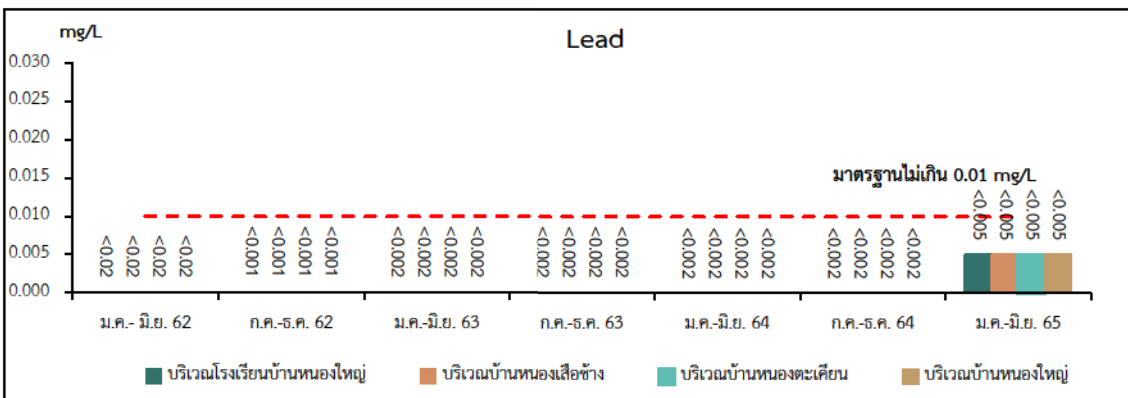 mg/L
Lead
0.030
0.025
0.020
0.015
0.010
0.005
0.000
มาตรฐานไม่เกิน 0.01 mg/L
<0.02 <0.02 <0.02 <0.02
<0.001 <0.001 <0.001 <0.001
<0.002 <0.002 <0.002 <0.002
<0.002 <0.002 <0.002 <0.002
<0.002 <0.002 <0.002 <0.002
<0.002 <0.002 <0.002 <0.002
<0.005 <0.005 <0.005 <0.005
ม.ค.- มิ.ย. 62 ก.ค.-ธ.ค. 62 ม.ค.-มิ.ย. 63 ก.ค.-ธ.ค. 63 ม.ค.-มิ.ย. 64 ก.ค.-ธ.ค. 64 ม.ค.-มิ.ย. 65
บริเวณโรงเรียนบ้านหนองใหญ่ บริเวณบ้านหนองเสือช้าง บริเวณบ้านหนองตะเคียน บริเวณบ้านหนองใหญ่